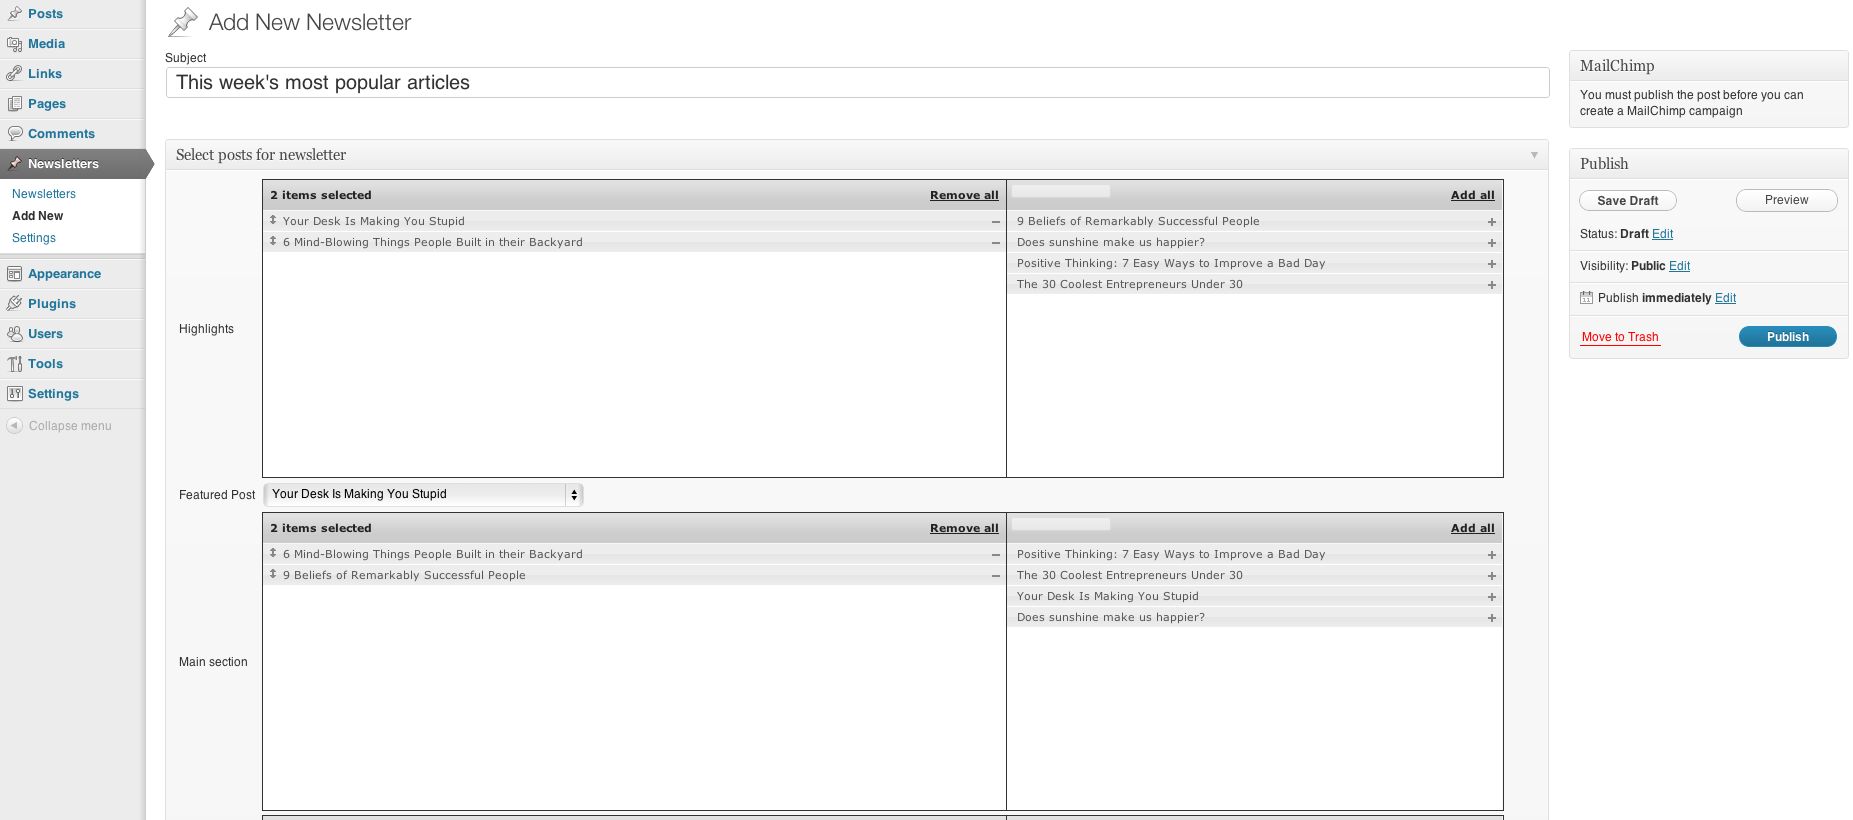 Posts
Media
Links
Pages
Comments
Newsletters
Newsletters
Add New
Settings
Appearance
Plugins
Users
Tools
Settings
Collapse menu
Add New Newsletter
Subject
This week's most popular articles
Select posts for newsletter
Highlights
2 items selected Remove all
Your Desk Is Making You Stupid
6 Mind-Blowing Things People Built in their Backyard
Add all
9 Beliefs of Remarkably Successful People
Does sunshine make us happier?
Positive Thinking: 7 Easy Ways to Improve a Bad Day
The 30 Coolest Entrepreneurs Under 30
Featured Post Your Desk Is Making You Stupid
Main section
2 items selected Remove all
6 Mind-Blowing Things People Built in their Backyard
9 Beliefs of Remarkably Successful People
Add all
Positive Thinking: 7 Easy Ways to Improve a Bad Day
The 30 Coolest Entrepreneurs Under 30
Your Desk Is Making You Stupid
Does sunshine make us happier?
MailChimp
You must publish the post before you can
create a MailChimp campaign
Publish
Save Draft Preview
Status: Draft Edit
Visibility: Public Edit
Publish immediately Edit
Move to Trash Publish